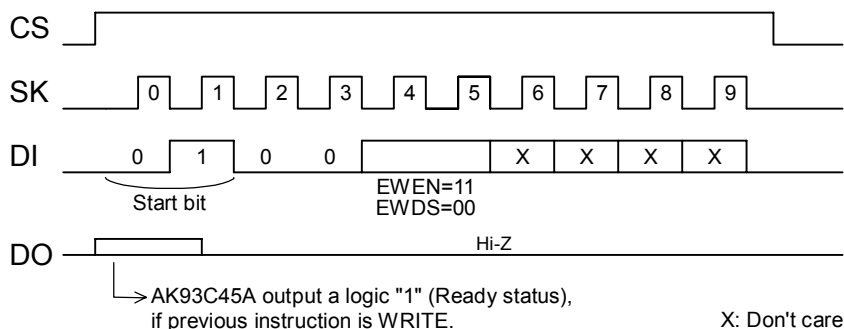 CS
SK 0 1 2 3 4 5 6 7 8 9
DI 0 1 0 0 X X X X
Start bit
EWEN=11
EWDS=00
DO Hi-Z
AK93C45A output a logic "1" (Ready status),
if previous instruction is WRITE.
X: Don't care